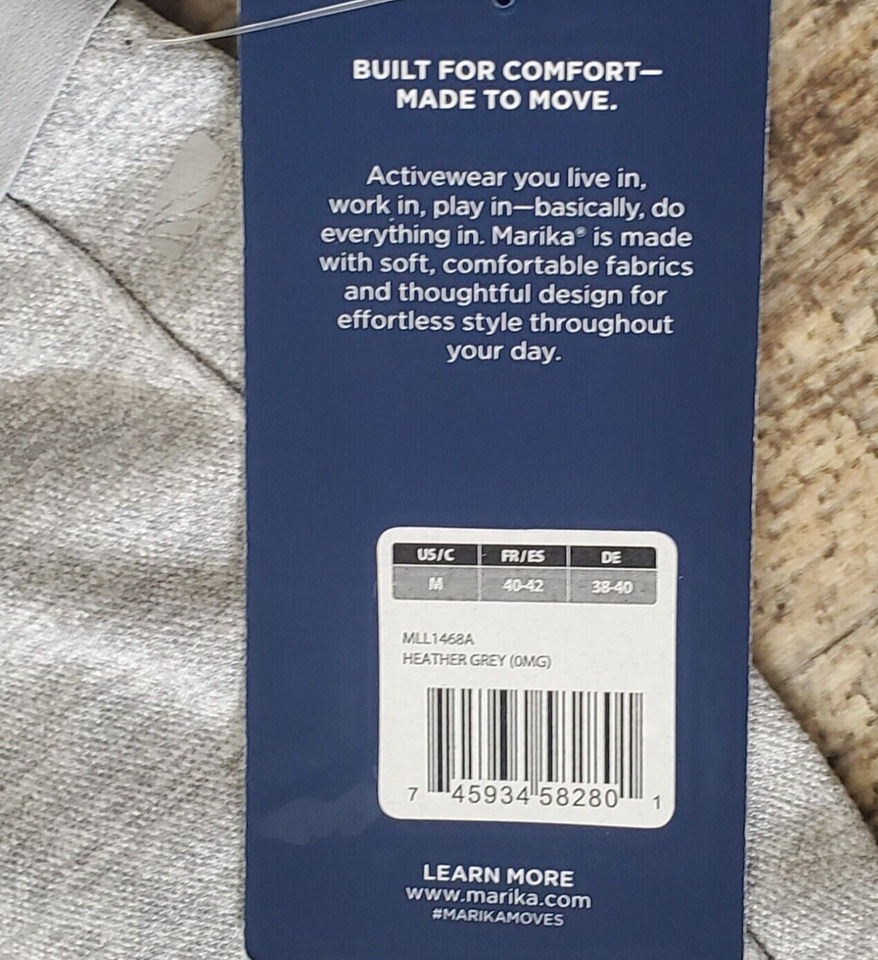 BUILT FOR COMFORT—
MADE TO MOVE.
Activewear you live in,
work in, play in—basically, do
everything in. Marika® is made
with soft, comfortable fabrics
and thoughtful design for
effortless style throughout
your day.
US/C FR/ES DE
M 40-42 38-40
MLL1468A
HEATHER GREY (0MG)
7 45934 58280 1
LEARN MORE
www.marika.com
#MARIKAMOVES